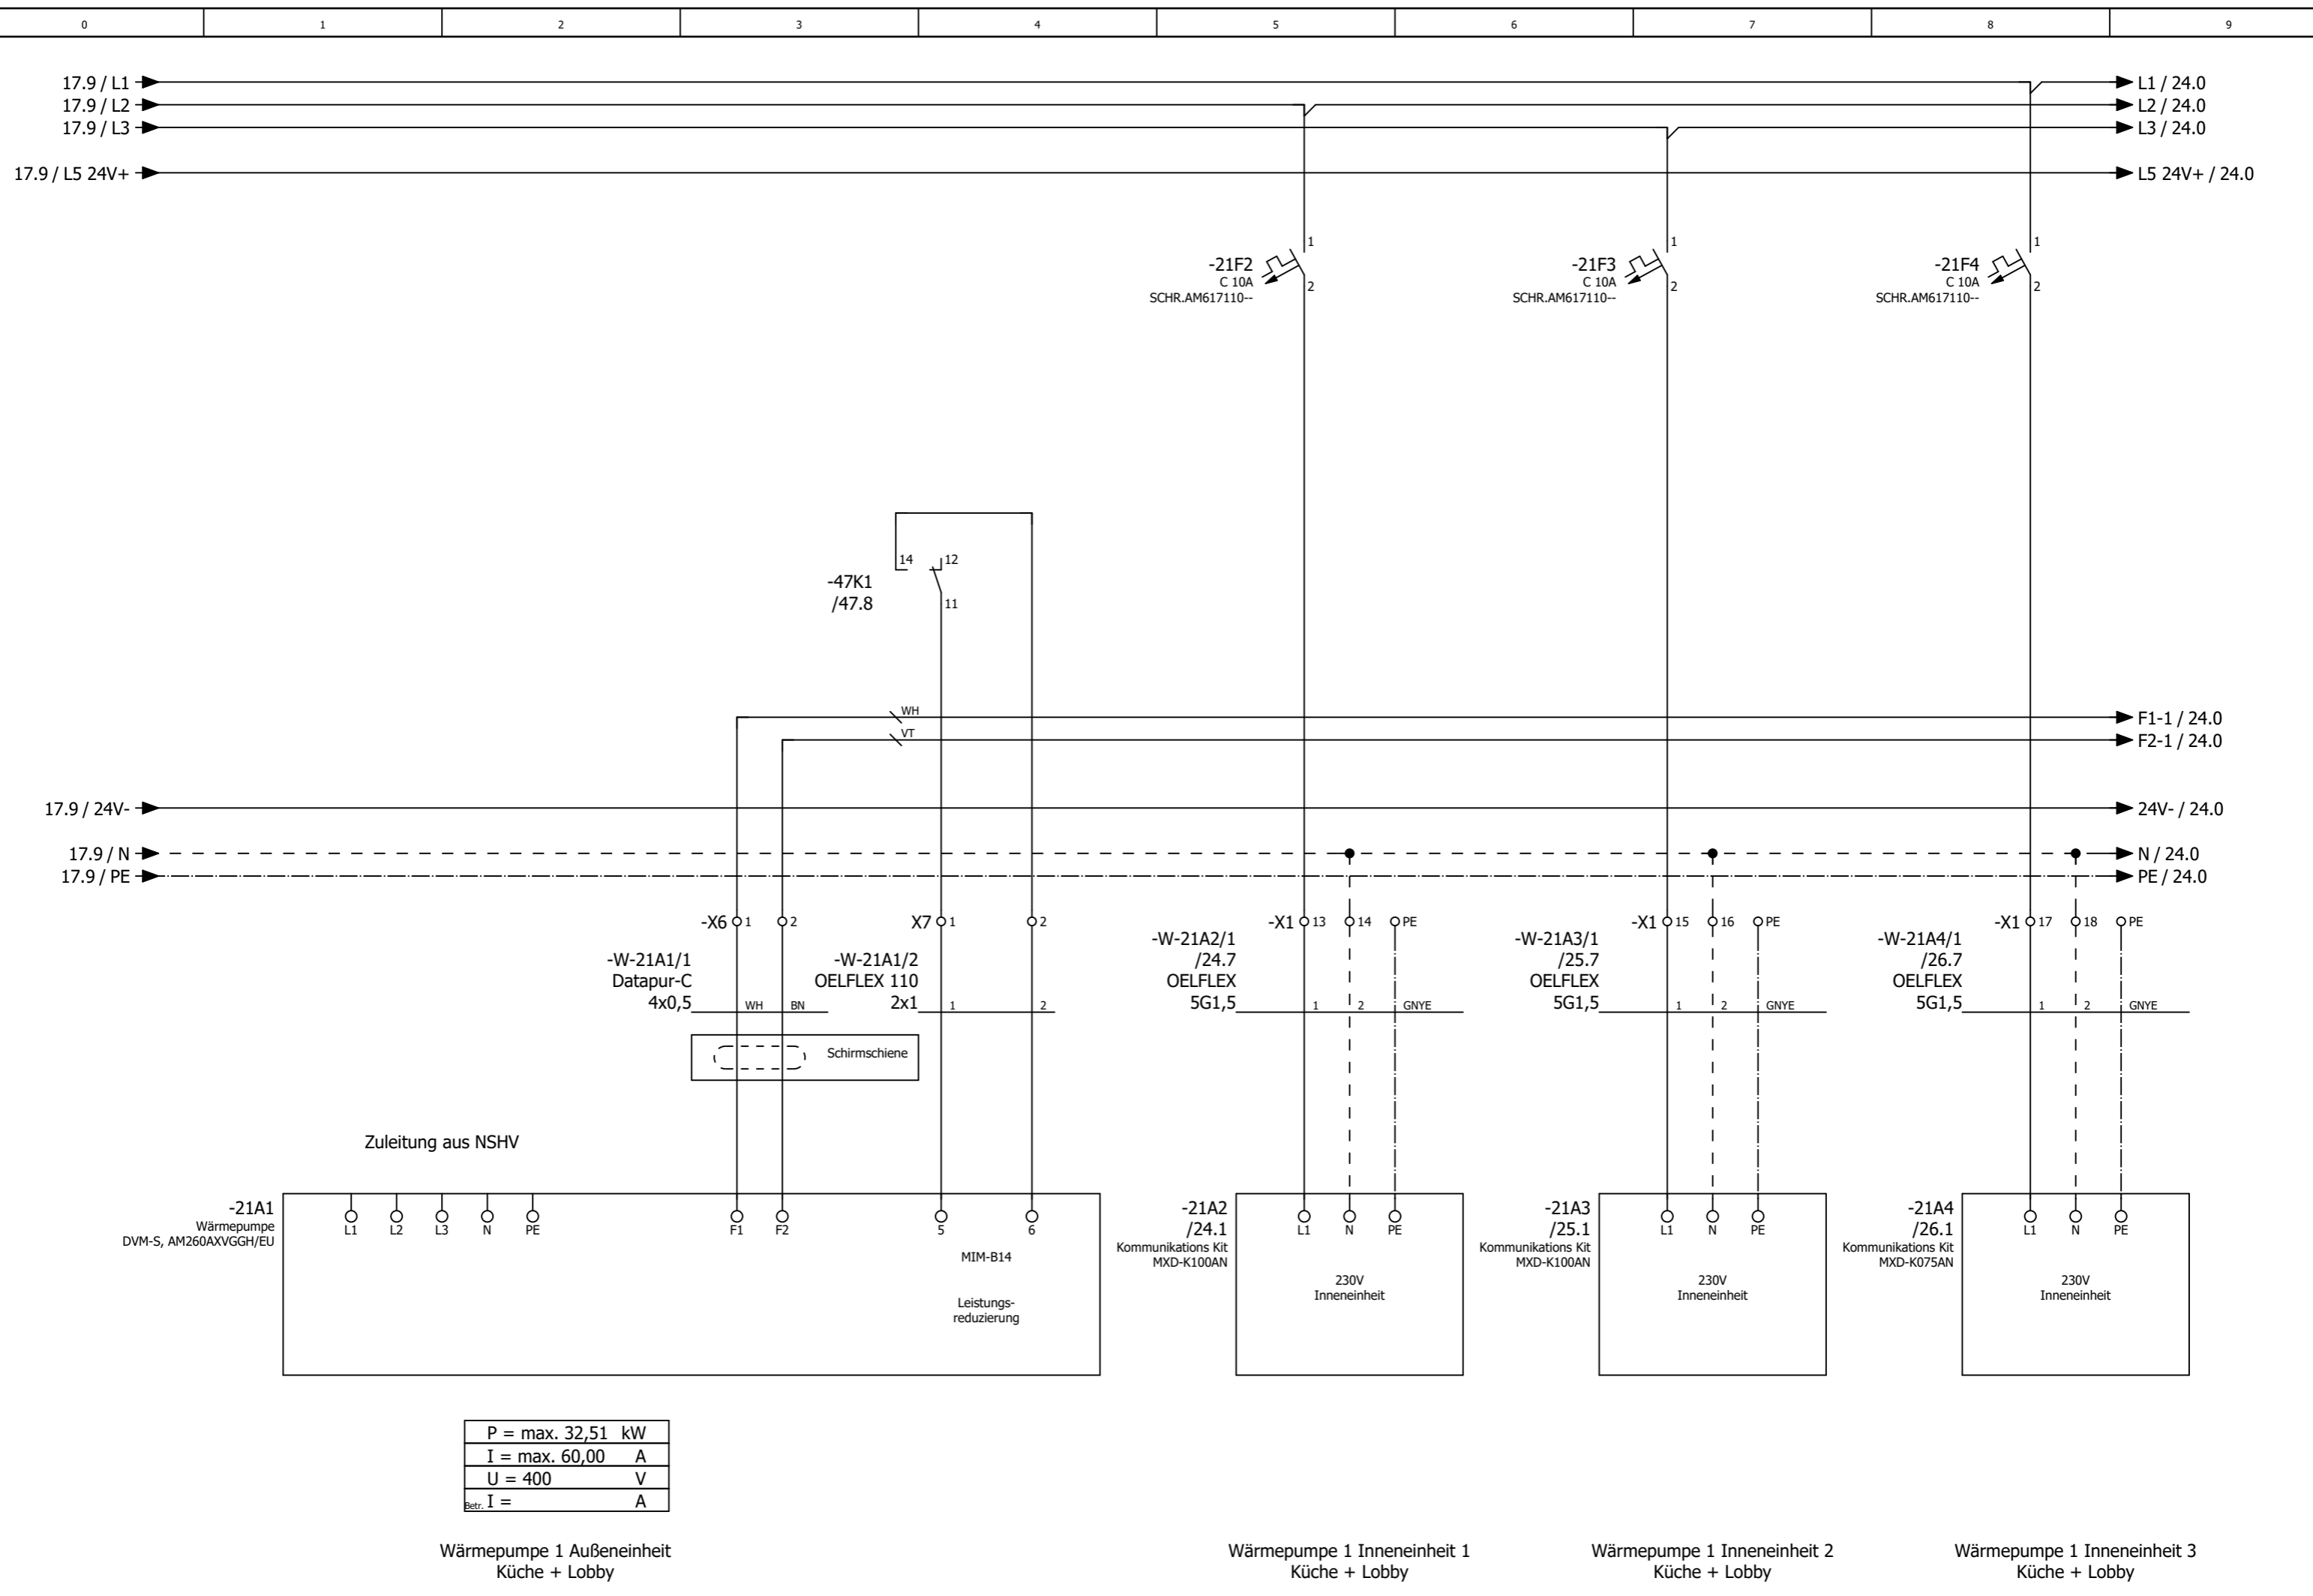 0 1 2 3 4 5 6 7 8 9
17.9 / L1 L1 / 24.0
17.9 / L2 L2 / 24.0
17.9 / L3 L3 / 24.0
17.9 / L5 24V+ L5 24V+ / 24.0
1 1 1
-21F2 -21F3 -21F4
C 10A C 10A C 10A
2 2 2
SCHR.AM617110-- SCHR.AM617110-- SCHR.AM617110--
14 12
-47K1
/47.8 11
WH F1-1 / 24.0
VT F2-1 / 24.0
17.9 / 24V- 24V- / 24.0
17.9 / N N / 24.0
17.9 / PE PE / 24.0
-X6 1 2 X7 1 2 -X1 13 14 PE -X1 15 16 PE -X1 17 18 PE
-W-21A2/1 -W-21A3/1 -W-21A4/1
-W-21A1/1 -W-21A1/2 /24.7 /25.7 /26.7
Datapur-C OELFLEX 110 OELFLEX OELFLEX OELFLEX
4x0,5 WH BN 2x1 1 2 5G1,5 1 2 GNYE 5G1,5 1 2 GNYE 5G1,5 1 2 GNYE
Schirmschiene
Zuleitung aus NSHV
-21A1 -21A2 -21A3 -21A4
Wärmepumpe L1 L2 L3 N PE F1 F2 5 6 /24.1 L1 N PE /25.1 L1 N PE /26.1 L1 N PE
DVM-S, AM260AXVGGH/EU Kommunikations Kit Kommunikations Kit Kommunikations Kit
MIM-B14 MXD-K100AN MXD-K100AN MXD-K075AN
230V 230V 230V
Inneneinheit Inneneinheit Inneneinheit
Leistungs-
reduzierung
P = max. 32,51 kW
I = max. 60,00 A
U = 400 V
Betr. I = A
Wärmepumpe 1 Außeneinheit Wärmepumpe 1 Inneneinheit 1 Wärmepumpe 1 Inneneinheit 2 Wärmepumpe 1 Inneneinheit 3
Küche + Lobby Küche + Lobby Küche + Lobby Küche + Lobby